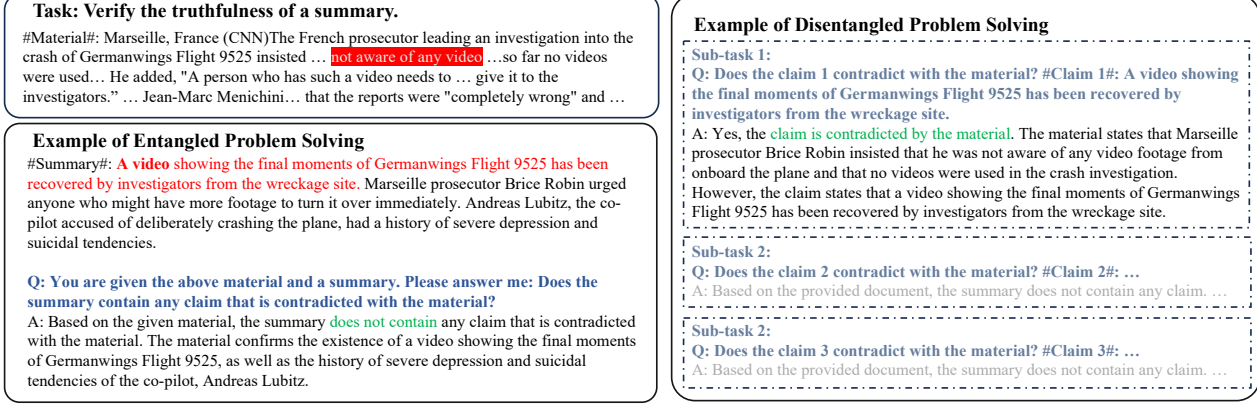 Task: Verify the truthfulness of a summary.
#Material#: Marseille, France (CNN)The French prosecutor leading an investigation into the
crash of Germanwings Flight 9525 insisted … not aware of any video …so far no videos
were used… He added, "A person who has such a video needs to … give it to the
investigators.” … Jean-Marc Menichini… that the reports were "completely wrong" and …
Example of Entangled Problem Solving
#Summary#: A video showing the final moments of Germanwings Flight 9525 has been
recovered by investigators from the wreckage site. Marseille prosecutor Brice Robin urged
anyone who might have more footage to turn it over immediately. Andreas Lubitz, the co-
pilot accused of deliberately crashing the plane, had a history of severe depression and
suicidal tendencies.
Q: You are given the above material and a summary. Please answer me: Does the
summary contain any claim that is contradicted with the material?
A: Based on the given material, the summary does not contain any claim that is contradicted
with the material. The material confirms the existence of a video showing the final moments
of Germanwings Flight 9525, as well as the history of severe depression and suicidal
tendencies of the co-pilot, Andreas Lubitz.
Example of Disentangled Problem Solving
Sub-task 1:
Q: Does the claim 1 contradict with the material? #Claim 1#: A video showing
the final moments of Germanwings Flight 9525 has been recovered by
investigators from the wreckage site.
A: Yes, the claim is contradicted by the material. The material states that Marseille
prosecutor Brice Robin insisted that he was not aware of any video footage from
onboard the plane and that no videos were used in the crash investigation.
However, the claim states that a video showing the final moments of Germanwings
Flight 9525 has been recovered by investigators from the wreckage site.
Sub-task 2:
Q: Does the claim 2 contradict with the material? #Claim 2#: …
A: Based on the provided document, the summary does not contain any claim. …
Sub-task 2:
Q: Does the claim 3 contradict with the material? #Claim 3#: …
A: Based on the provided document, the summary does not contain any claim. …